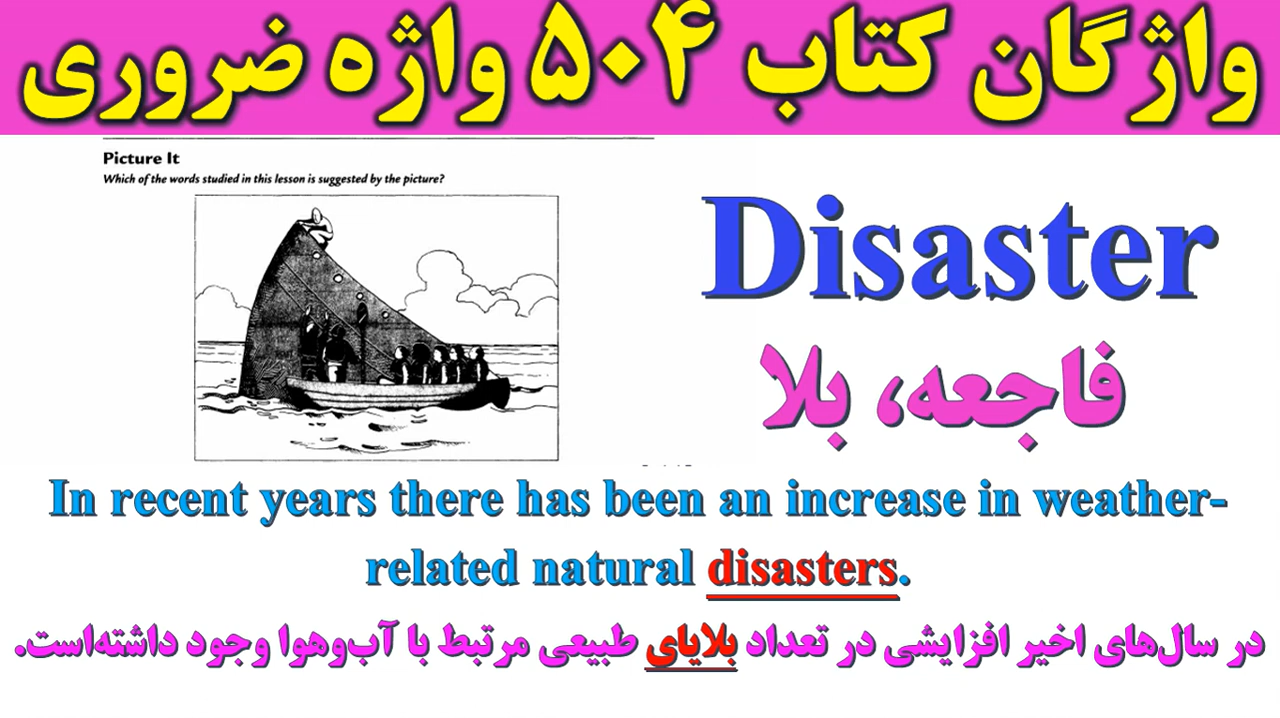 واژگان کتاب ۵۰۴ واژه ضروری
Picture It
Which of the words studied in this lesson is suggested by the picture?
Disaster
فاجعه، بلا
In recent years there has been an increase in weather-
related natural disasters.
در سال‌های اخیر افزایشی در تعداد بلایای طبیعی مرتبط با آب‌وهوا وجود داشته‌است.